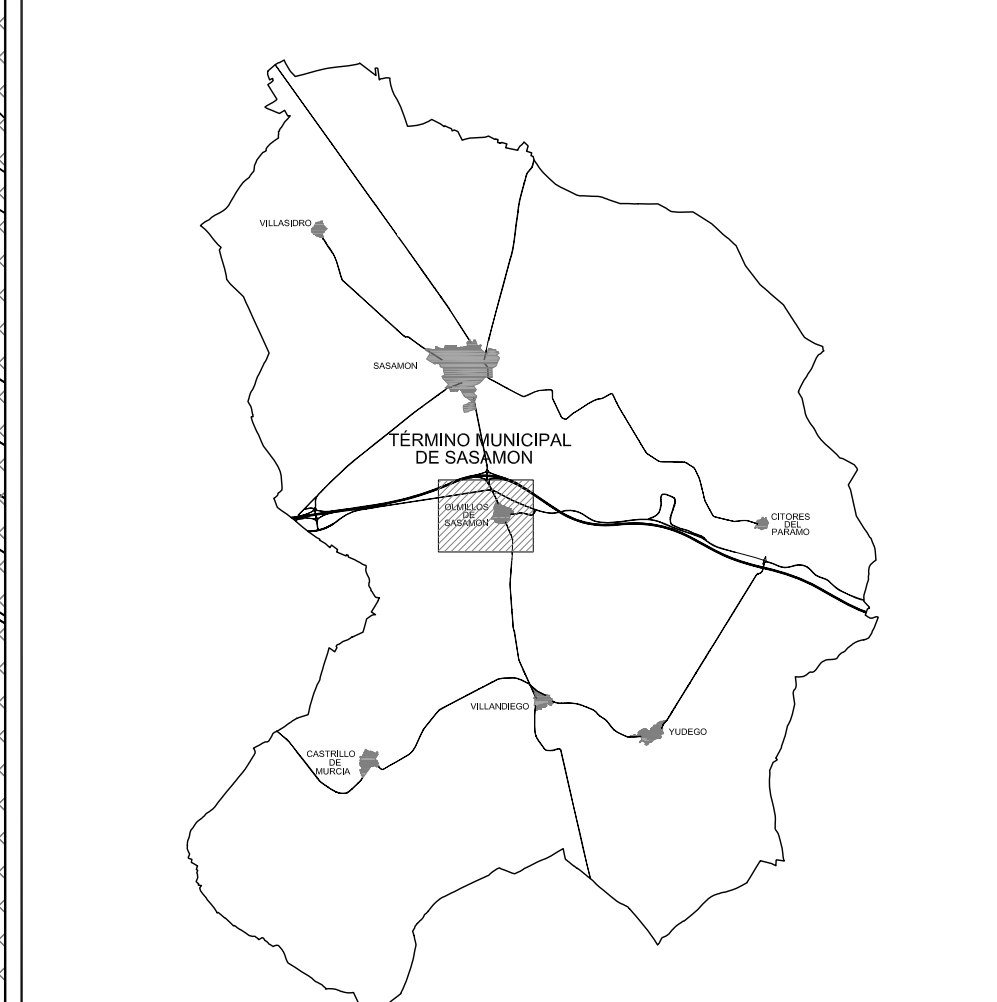 VILLASIDRO
SASAMON
TÉRMINO MUNICIPAL
DE SASAMON
OLMILLOS
DE
SASAMON
CITORES
DEL
PARAMO
VILLANDIEGO
YUDEGO
CASTRILLO
DE
MURCIA